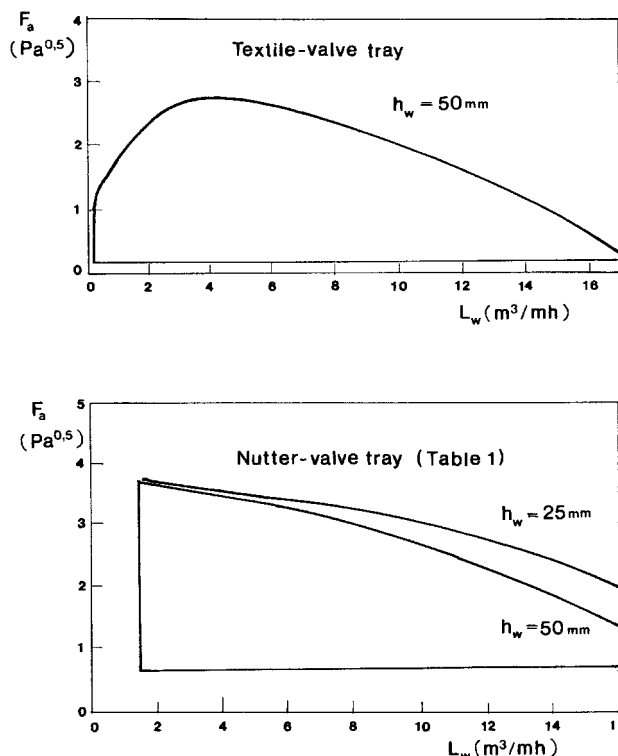 F_a
(Pa^0,5)
4
Textile-valve tray
3
h_w = 50 mm
2
1
0
0 2 4 6 8 10 12 14 16
L_w (m³/mh)
F_a
(Pa^0,5)
5
Nutter-valve tray (Table 1)
4
h_w = 25 mm
3
2
h_w = 50 mm
1
0
0 2 4 6 8 10 12 14 1
L_w (m³/mh)